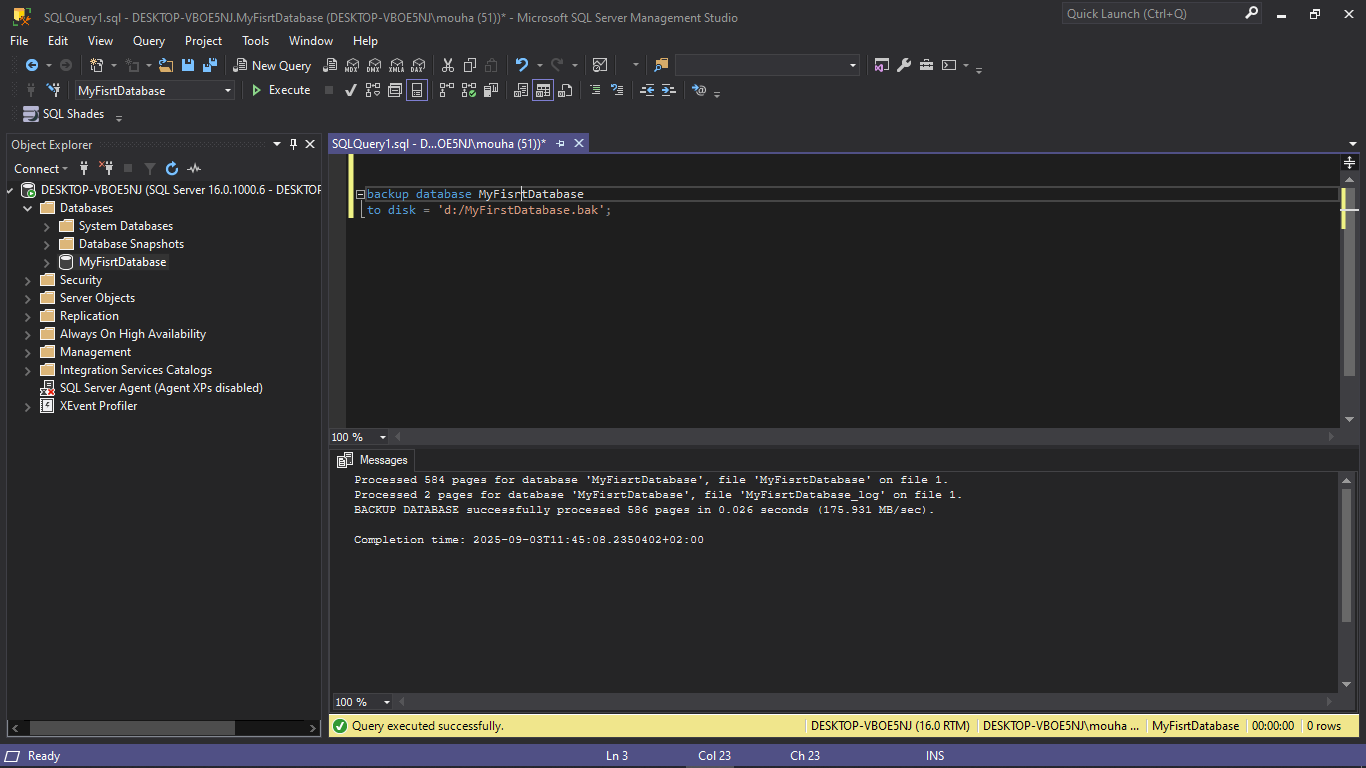 SQLQuery1.sql - DESKTOP-VBOE5NJ.MyFisrtDatabase (DESKTOP-VBOE5NJ\mouha (51))* - Microsoft SQL Server Management Studio
Quick Launch (Ctrl+Q)
File Edit View Query Project Tools Window Help
New Query MDX DMX XMLA DAX
MyFisrtDatabase Execute
SQL Shades
Object Explorer
Connect
DESKTOP-VBOE5NJ (SQL Server 16.0.1000.6 - DESKTOP
Databases
System Databases
Database Snapshots
MyFisrtDatabase
Security
Server Objects
Replication
Always On High Availability
Management
Integration Services Catalogs
SQL Server Agent (Agent XPs disabled)
XEvent Profiler
SQLQuery1.sql - D...OE5NJ\mouha (51))*
backup database MyFisrtDatabase
to disk = 'd:/MyFirstDatabase.bak';
100 %
Messages
Processed 584 pages for database 'MyFisrtDatabase', file 'MyFisrtDatabase' on file 1.
Processed 2 pages for database 'MyFisrtDatabase', file 'MyFisrtDatabase_log' on file 1.
BACKUP DATABASE successfully processed 586 pages in 0.026 seconds (175.931 MB/sec).
Completion time: 2025-09-03T11:45:08.2350402+02:00
100 %
Query executed successfully. DESKTOP-VBOE5NJ (16.0 RTM) DESKTOP-VBOE5NJ\mouha ... MyFisrtDatabase 00:00:00 0 rows
Ready Ln 3 Col 23 Ch 23 INS